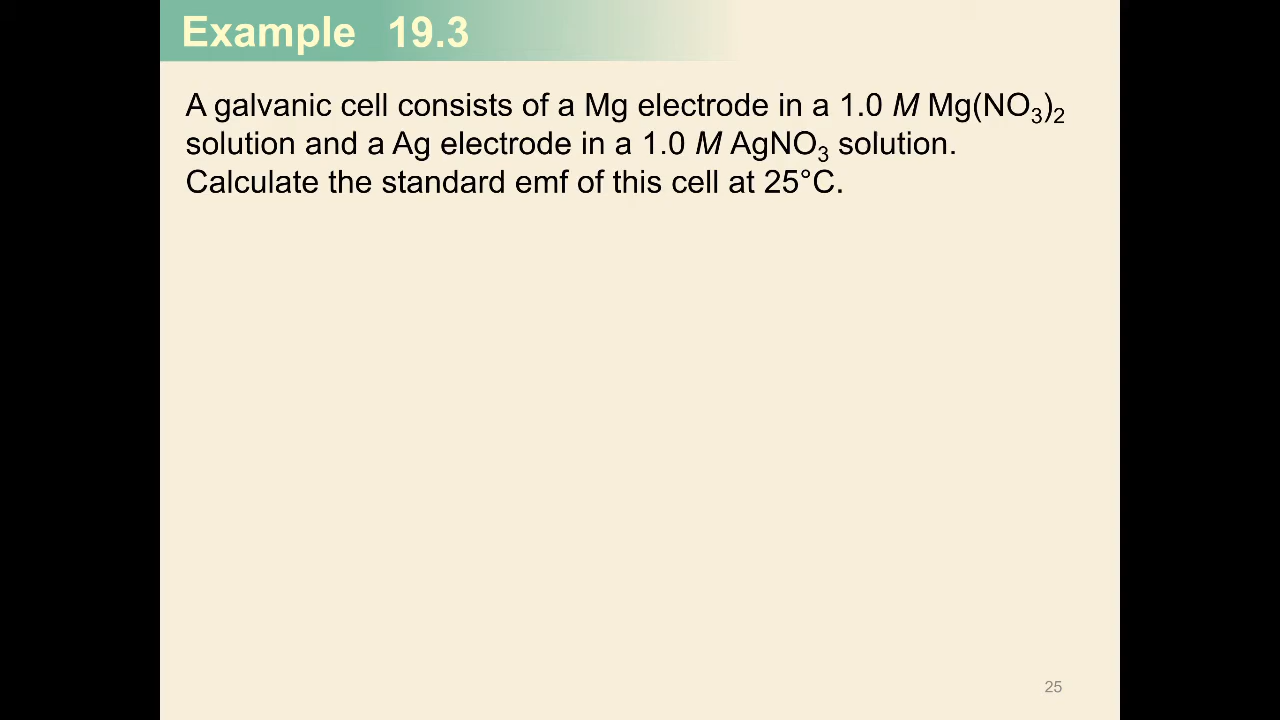 Example 19.3
A galvanic cell consists of a Mg electrode in a 1.0 M Mg(NO₃)₂
solution and a Ag electrode in a 1.0 M AgNO₃ solution.
Calculate the standard emf of this cell at 25°C.
25